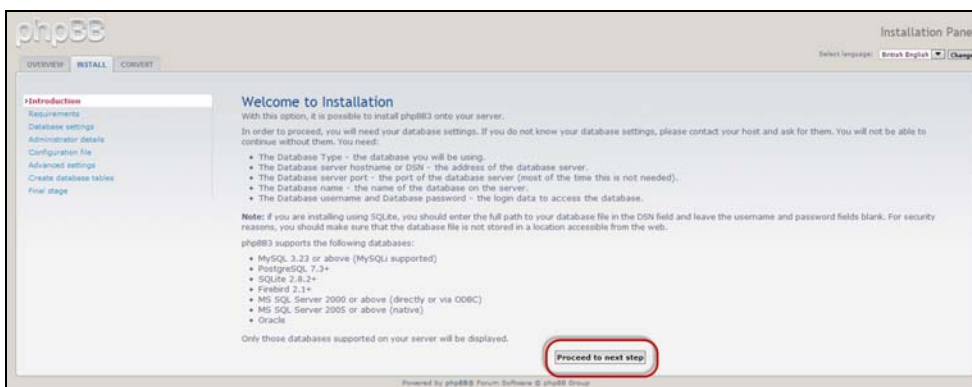 phpBB
Installation Pane
Select language: British English Change
OVERVIEW INSTALL CONVERT
Introduction
Requirements
Database settings
Administrator details
Configuration file
Advanced settings
Create database tables
Final stage
Welcome to Installation
With this option, it is possible to install phpBB3 onto your server.
In order to proceed, you will need your database settings. If you do not know your database settings, please contact your host and ask for them. You will not be able to
continue without them. You need:
• The Database Type - the database you will be using.
• The Database server hostname or DSN - the address of the database server.
• The Database server port - the port of the database server (most of the time this is not needed).
• The Database name - the name of the database on the server.
• The Database username and Database password - the login data to access the database.
Note: if you are installing using SQLite, you should enter the full path to your database file in the DSN field and leave the username and password fields blank. For security
reasons, you should make sure that the database file is not stored in a location accessible from the web.
phpBB3 supports the following databases:
• MySQL 3.23 or above (MySQLi supported)
• PostgreSQL 7.3+
• SQLite 2.8.2+
• Firebird 2.1+
• MS SQL Server 2000 or above (directly or via ODBC)
• MS SQL Server 2005 or above (native)
• Oracle
Only those databases supported on your server will be displayed.
Proceed to next step
Powered by phpBB® Forum Software © phpBB Group